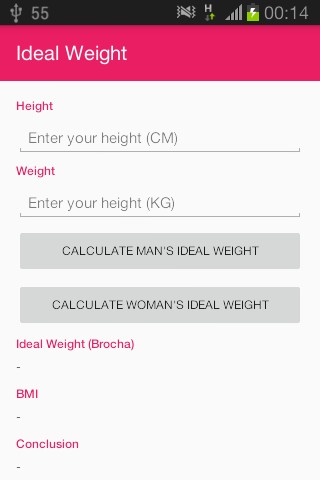 55 H 00:14
Ideal Weight
Height
Enter your height (CM)
Weight
Enter your height (KG)
CALCULATE MAN'S IDEAL WEIGHT
CALCULATE WOMAN'S IDEAL WEIGHT
Ideal Weight (Brocha)
-
BMI
-
Conclusion
-